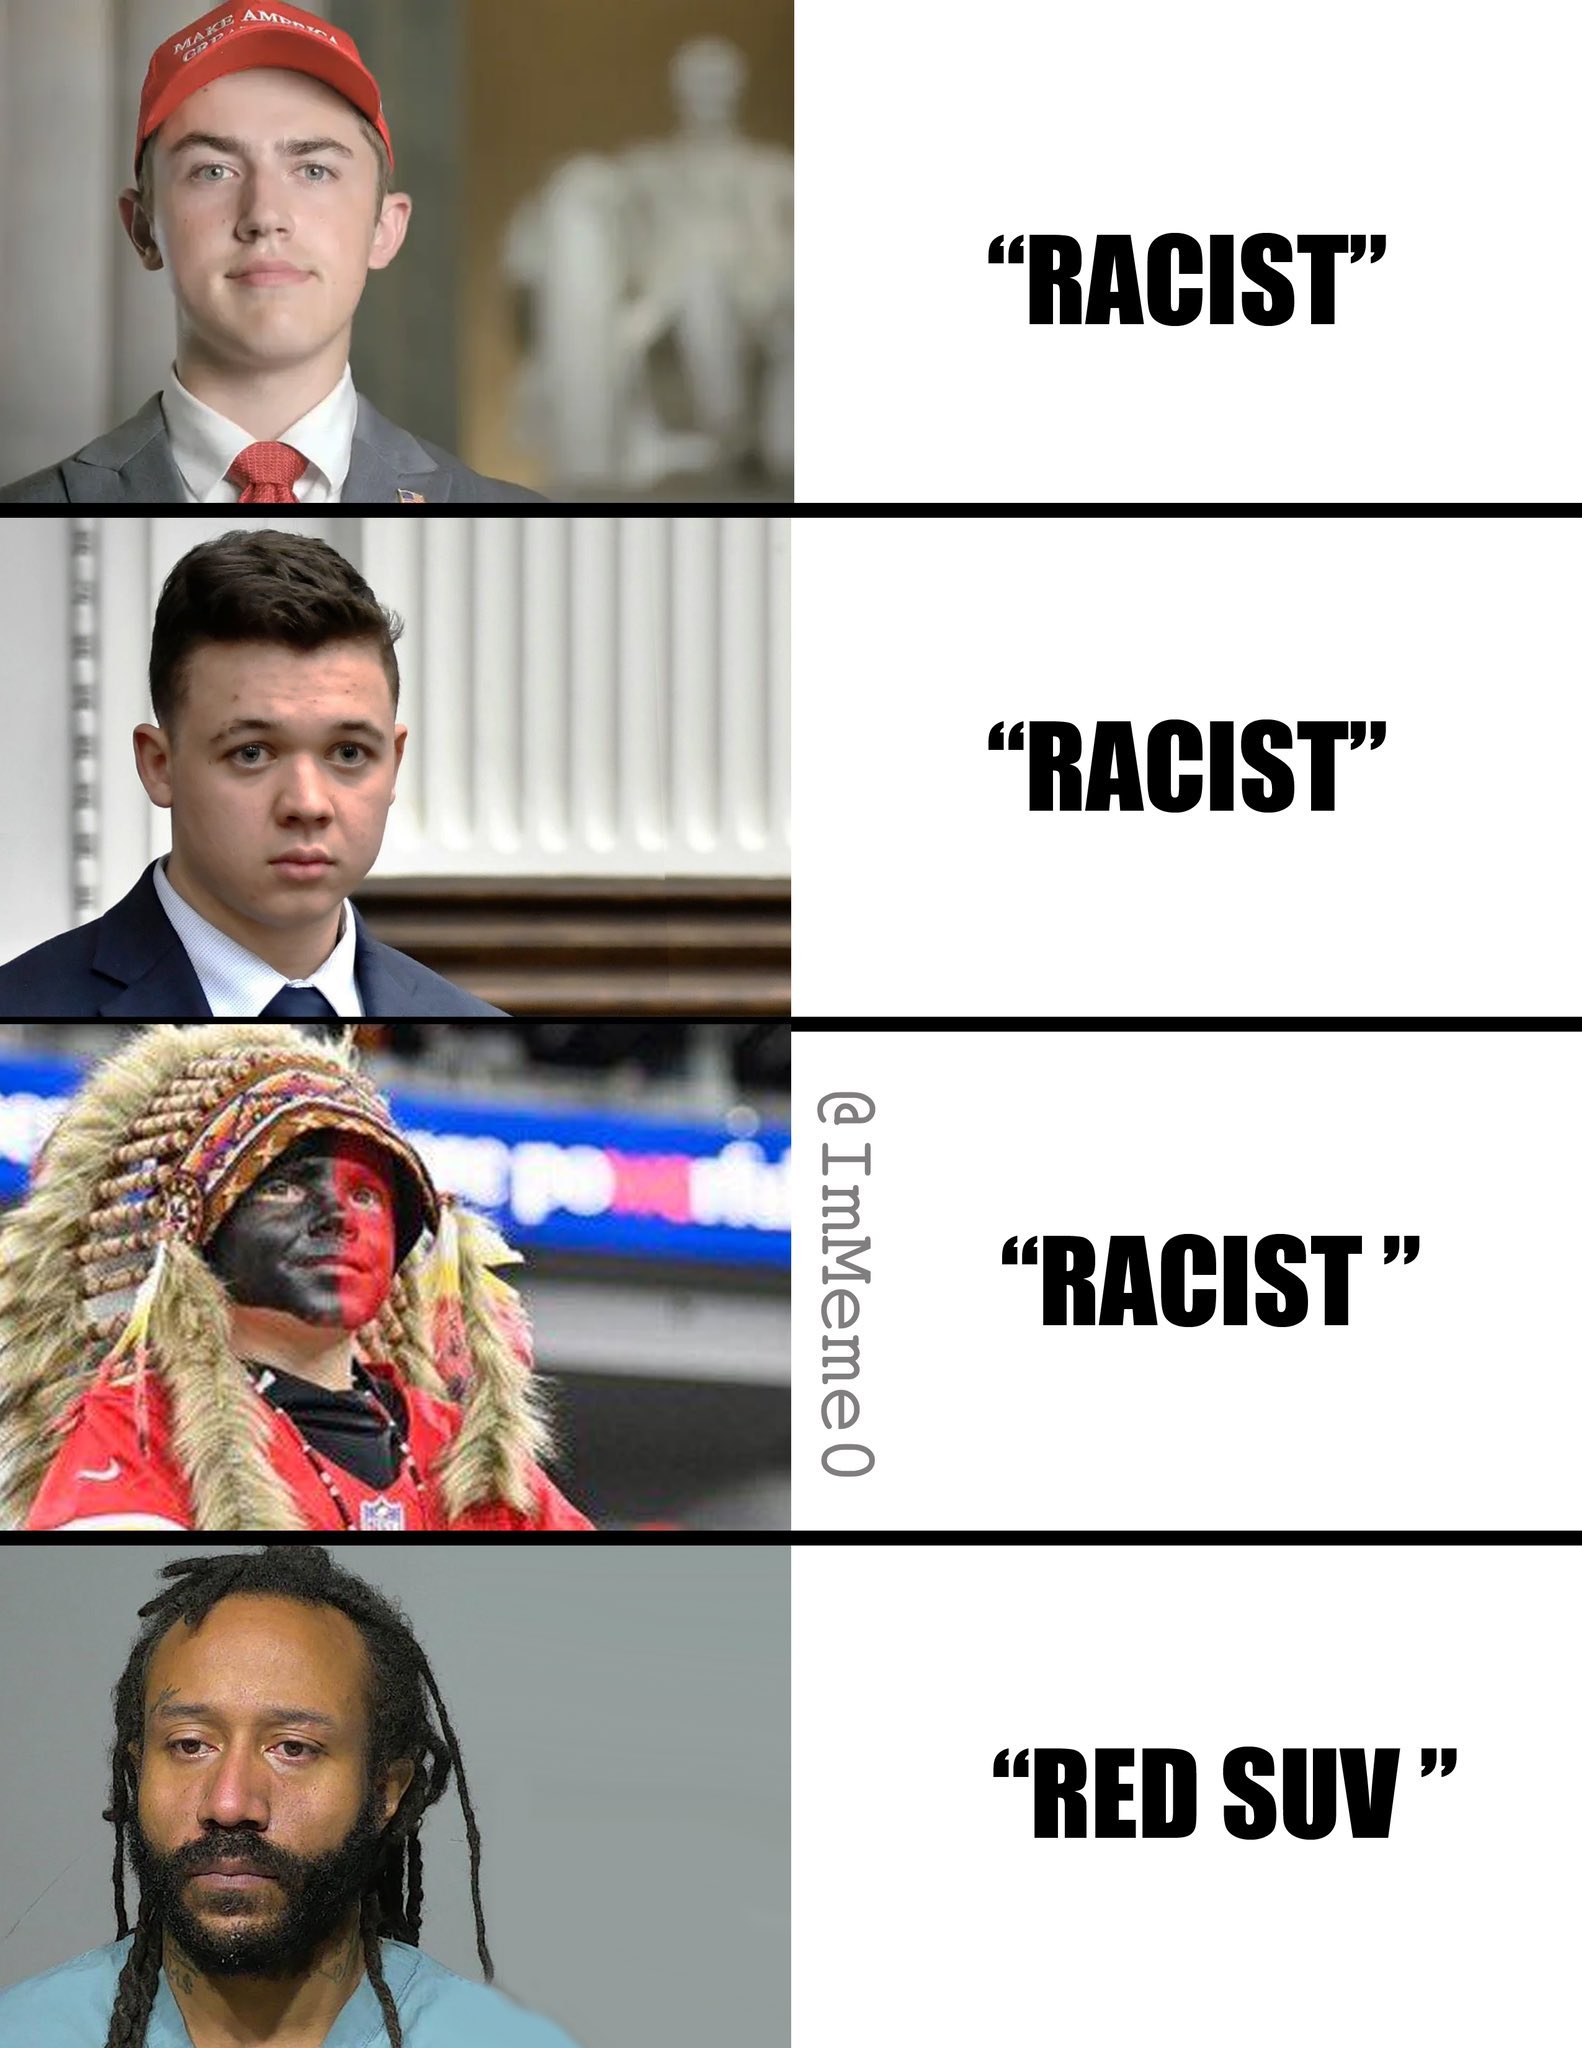 MAKE AMERICA
“RACIST”
“RACIST”
@ImMeme0
“RACIST ”
“RED SUV ”